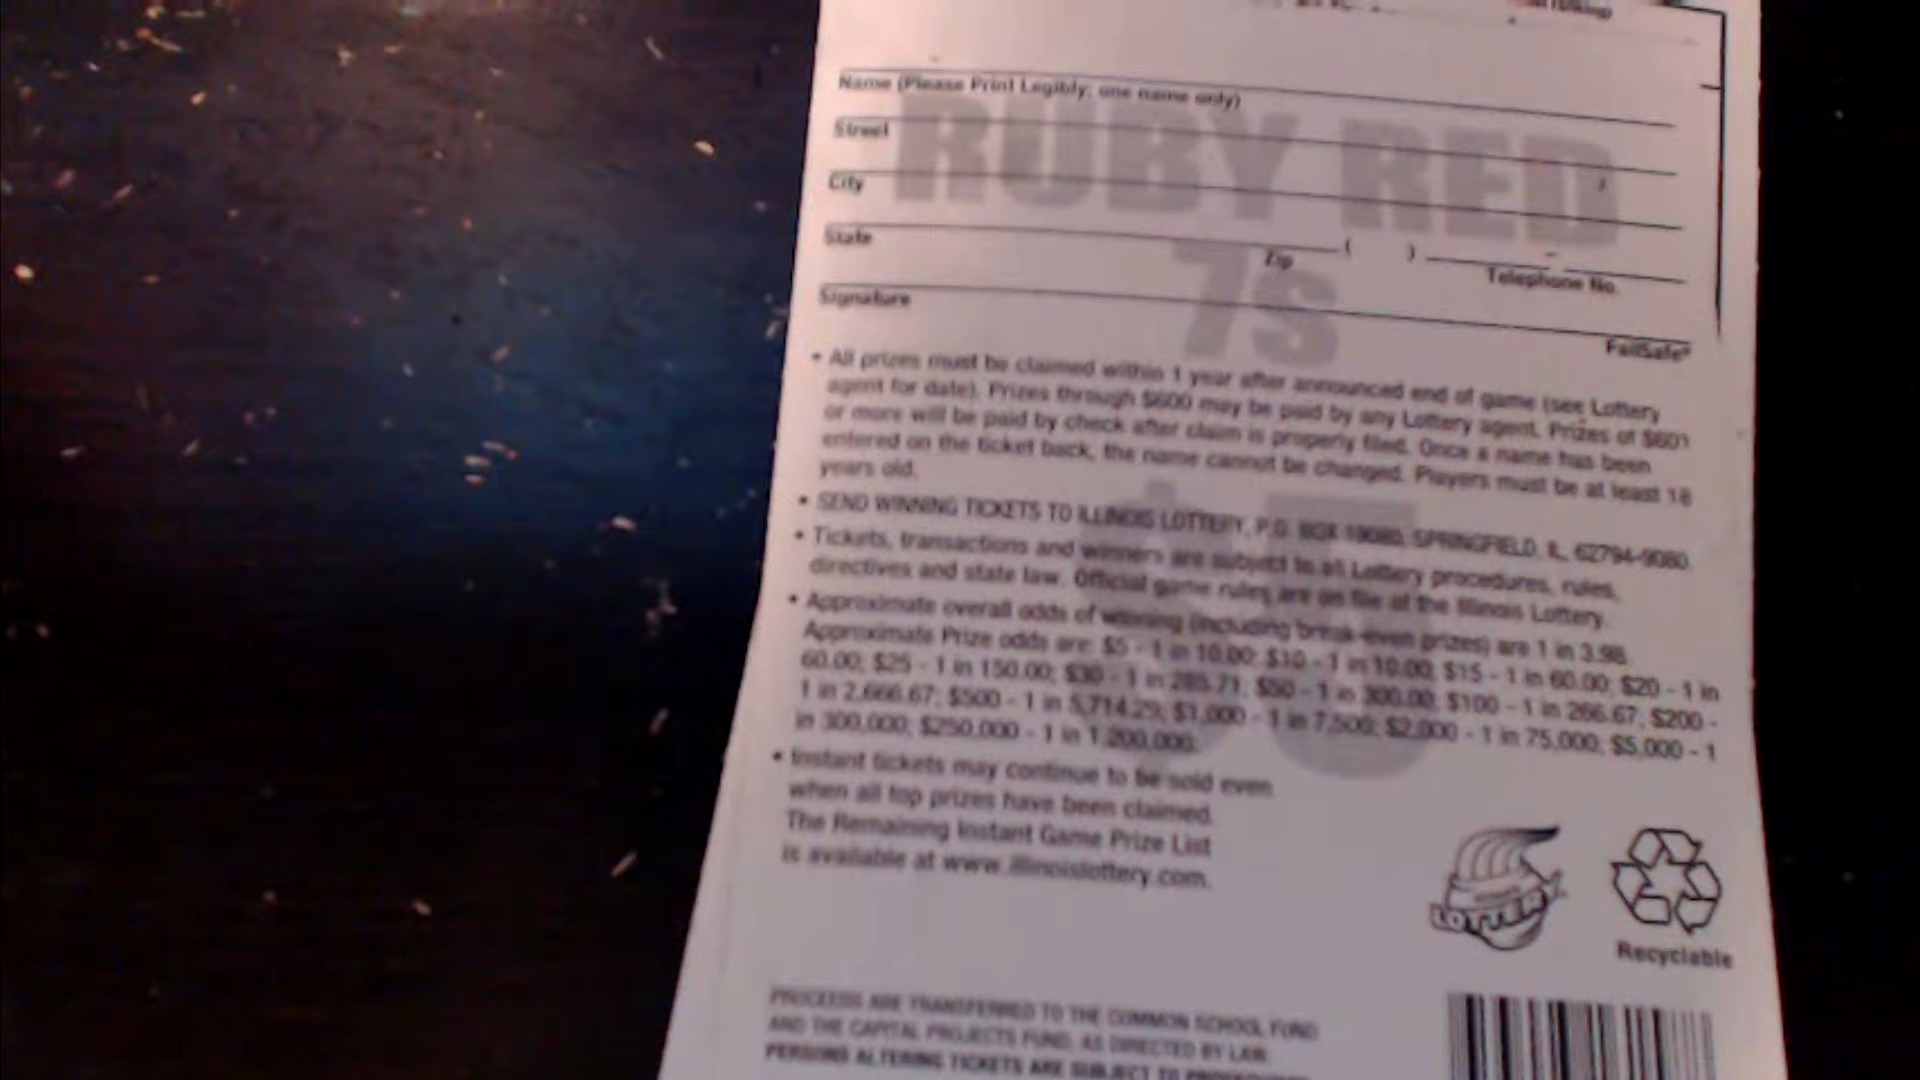 Name (Please Print Legibly; one name only)
RUBY RED
Street
City
State
Zip
( ) -
Telephone No.
7s
Signature
FailSafe®
• All prizes must be claimed within 1 year after announced end of game (see Lottery
agent for date). Prizes through $600 may be paid by any Lottery agent. Prizes of $601
or more will be paid by check after claim is properly filed. Once a name has been
entered on the ticket back, the name cannot be changed. Players must be at least 18
years old.
• SEND WINNING TICKETS TO ILLINOIS LOTTERY, P.O. BOX 19080, SPRINGFIELD, IL, 62794-9080.
• Tickets, transactions and winners are subject to all Lottery procedures, rules,
directives and state law. Official game rules are on file at the Illinois Lottery.
• Approximate overall odds of winning (including break-even prizes) are 1 in 3.98.
Approximate Prize odds are: $5 - 1 in 10.00; $10 - 1 in 10.00; $15 - 1 in 60.00; $20 - 1 in
60.00; $25 - 1 in 150.00; $30 - 1 in 285.71; $50 - 1 in 300.00; $100 - 1 in 266.67; $200 -
1 in 2,666.67; $500 - 1 in 5,714.29; $1,000 - 1 in 7,500; $2,000 - 1 in 75,000; $5,000 - 1
in 300,000; $250,000 - 1 in 1,200,000.
$5
• Instant tickets may continue to be sold even
when all top prizes have been claimed.
The Remaining Instant Game Prize List
is available at www.illinoislottery.com.
LOTTERY
Recyclable
PROCEEDS ARE TRANSFERRED TO THE COMMON SCHOOL FUND
AND THE CAPITAL PROJECTS FUND, AS DIRECTED BY LAW.
PERSONS ALTERING TICKETS ARE SUBJECT TO